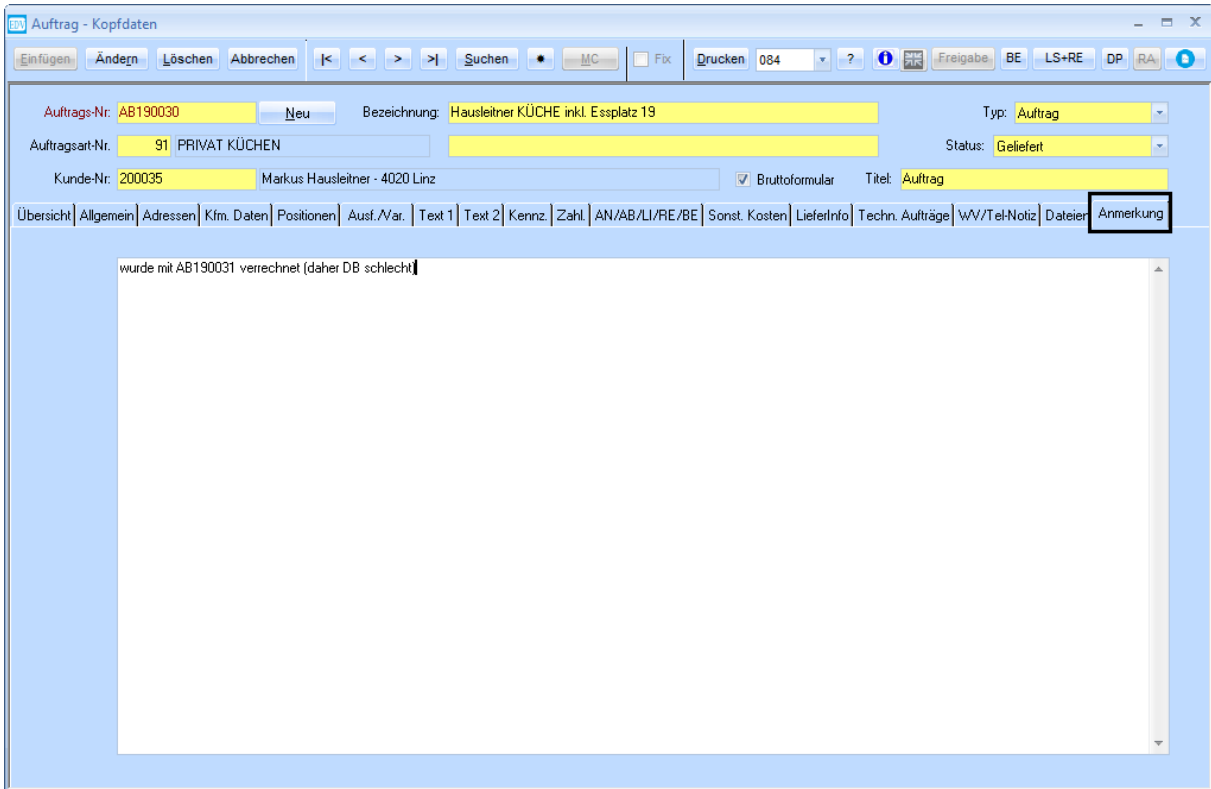 EDV Auftrag - Kopfdaten
Einfügen Ändern Löschen Abbrechen |< < > >| Suchen * MC Fix Drucken 084 ? i Freigabe BE LS+RE DP RA
Auftrags-Nr: AB190030 Neu Bezeichnung: Hausleitner KÜCHE inkl. Essplatz 19 Typ: Auftrag
Auftragsart-Nr. 91 PRIVAT KÜCHEN Status: Geliefert
Kunde-Nr: 200035 Markus Hausleitner - 4020 Linz Bruttoformular Titel: Auftrag
Übersicht Allgemein Adressen Kfm. Daten Positionen Ausf./Var. Text 1 Text 2 Kennz. Zahl. AN/AB/LI/RE/BE Sonst. Kosten LieferInfo Techn. Aufträge WV/Tel-Notiz Dateien Anmerkung
wurde mit AB190031 verrechnet (daher DB schlecht)